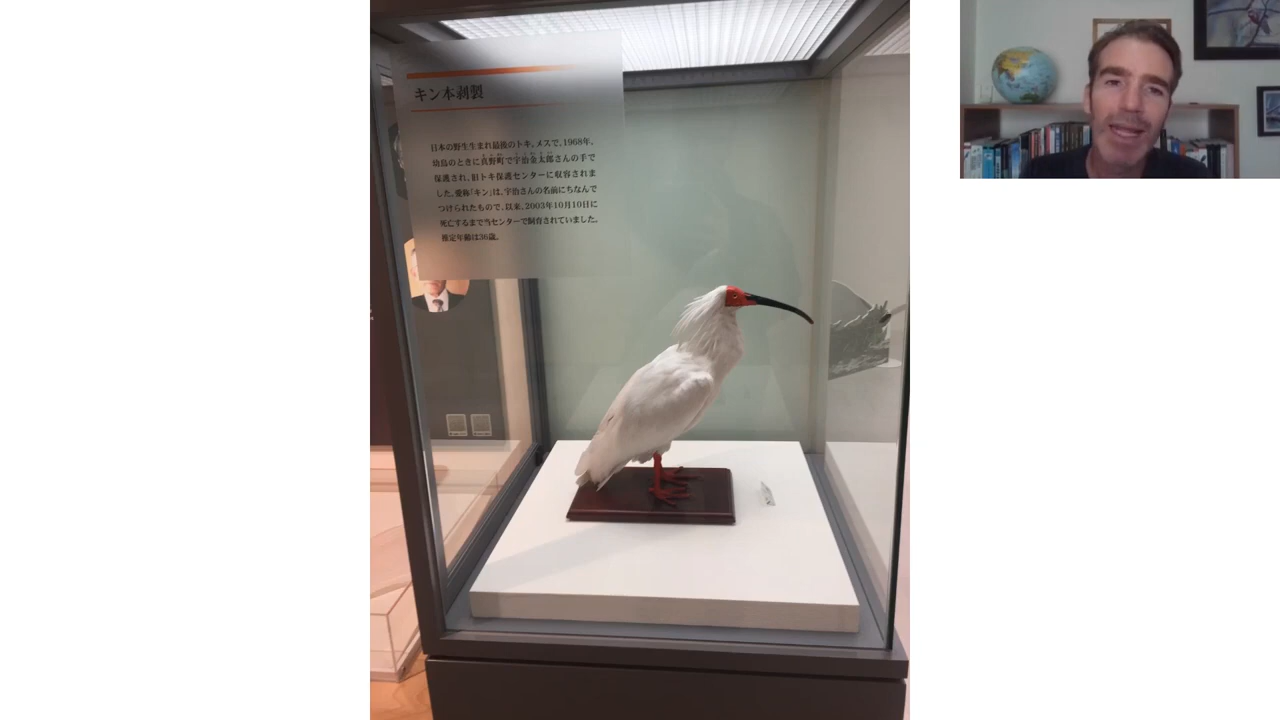 キン本剥製
日本の野生生まれ最後のトキ。メスで、1968年、
幼鳥のときに真野町で宇治金太郎さんの手で
保護され、旧トキ保護センターに収容されま
した。愛称「キン」は、宇治さんの名前にちなんで
つけられたもので、以来、2003年10月10日に
死亡するまで当センターで飼育されていました。
推定年齢は36歳。